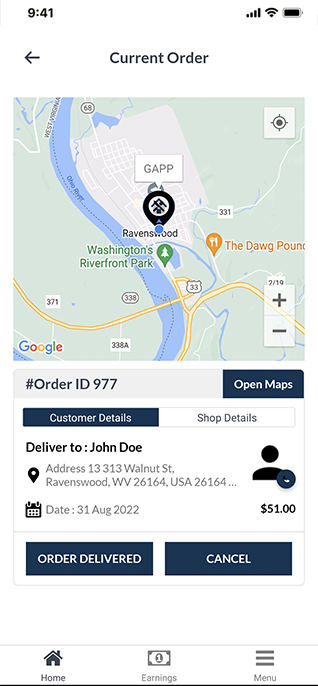 9:41
Current Order
68
WEST VIRGINIA
Ohio River
GAPP
331
Ravenswood
The Dawg Pound
Washington's
Riverfront Park
2/19
33
338
371
338A
+
−
Google
#Order ID 977
Open Maps
Customer Details
Shop Details
Deliver to : John Doe
Address 13 313 Walnut St,
Ravenswood, WV 26164, USA 26164 ...
Date : 31 Aug 2022
$51.00
ORDER DELIVERED
CANCEL
Home
Earnings
Menu